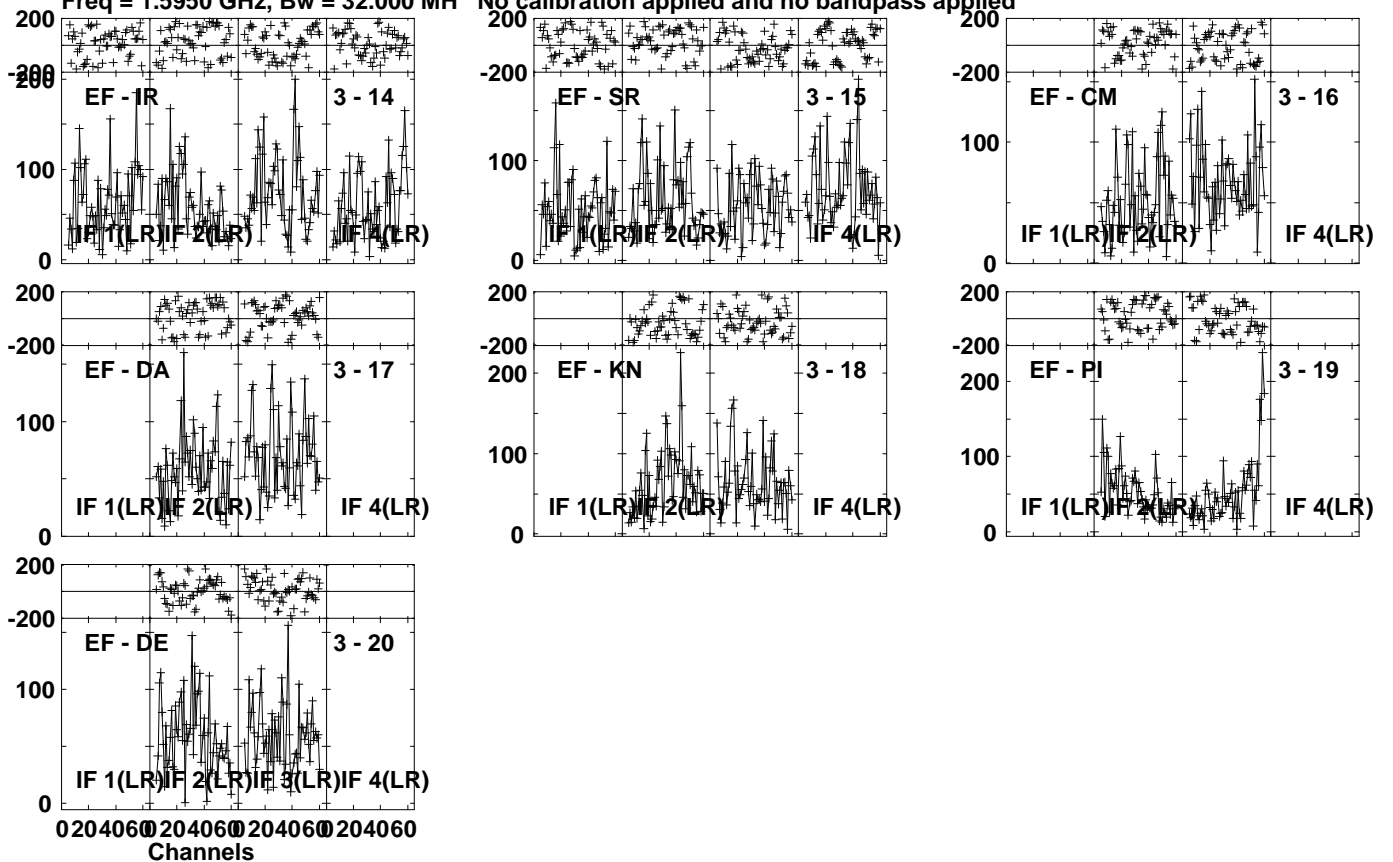 Freq = 1.5950 GHz, Bw = 32.000 MH No calibration applied and no bandpass applied
200
-200
200
100
0
EF - IR
3 - 14
IF 1(LR) IF 2(LR) IF 4(LR)
200
-200
100
0
EF - SR
3 - 15
IF 1(LR) IF 2(LR) IF 4(LR)
200
-200
100
0
EF - CM
3 - 16
IF 1(LR) IF 2(LR) IF 4(LR)
200
-200
100
0
EF - DA
3 - 17
IF 1(LR) IF 2(LR) IF 4(LR)
200
-200
200
100
0
EF - KN
3 - 18
IF 1(LR) IF 2(LR) IF 4(LR)
200
-200
200
100
0
EF - PI
3 - 19
IF 1(LR) IF 2(LR) IF 4(LR)
200
-200
100
0
EF - DE
3 - 20
IF 1(LR) IF 2(LR) IF 3(LR) IF 4(LR)
0 20 40 60 0 20 40 60 0 20 40 60 0 20 40 60
Channels